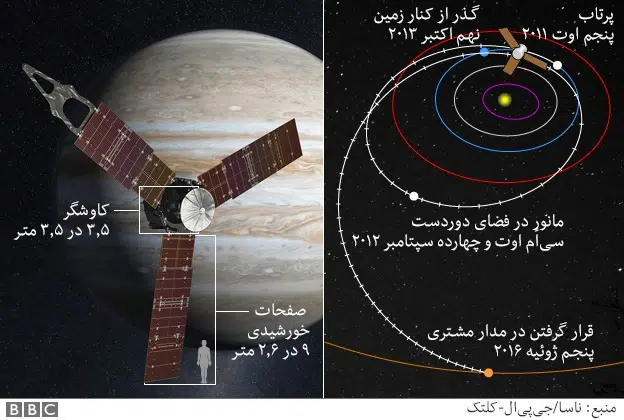 پرتاب
پنجم اوت ۲۰۱۱
گذر از کنار زمین
نهم اکتبر ۲۰۱۳
کاوشگر
۳,۵ در ۳,۵ متر
مانور در فضای دوردست
سی‌اُم اوت و چهارده سپتامبر ۲۰۱۲
صفحات
خورشیدی
۹ در ۲,۶ متر
قرار گرفتن در مدار مشتری
پنجم ژوئیه ۲۰۱۶
BBC
منبع: ناسا/جی‌پی‌ال-کلتک